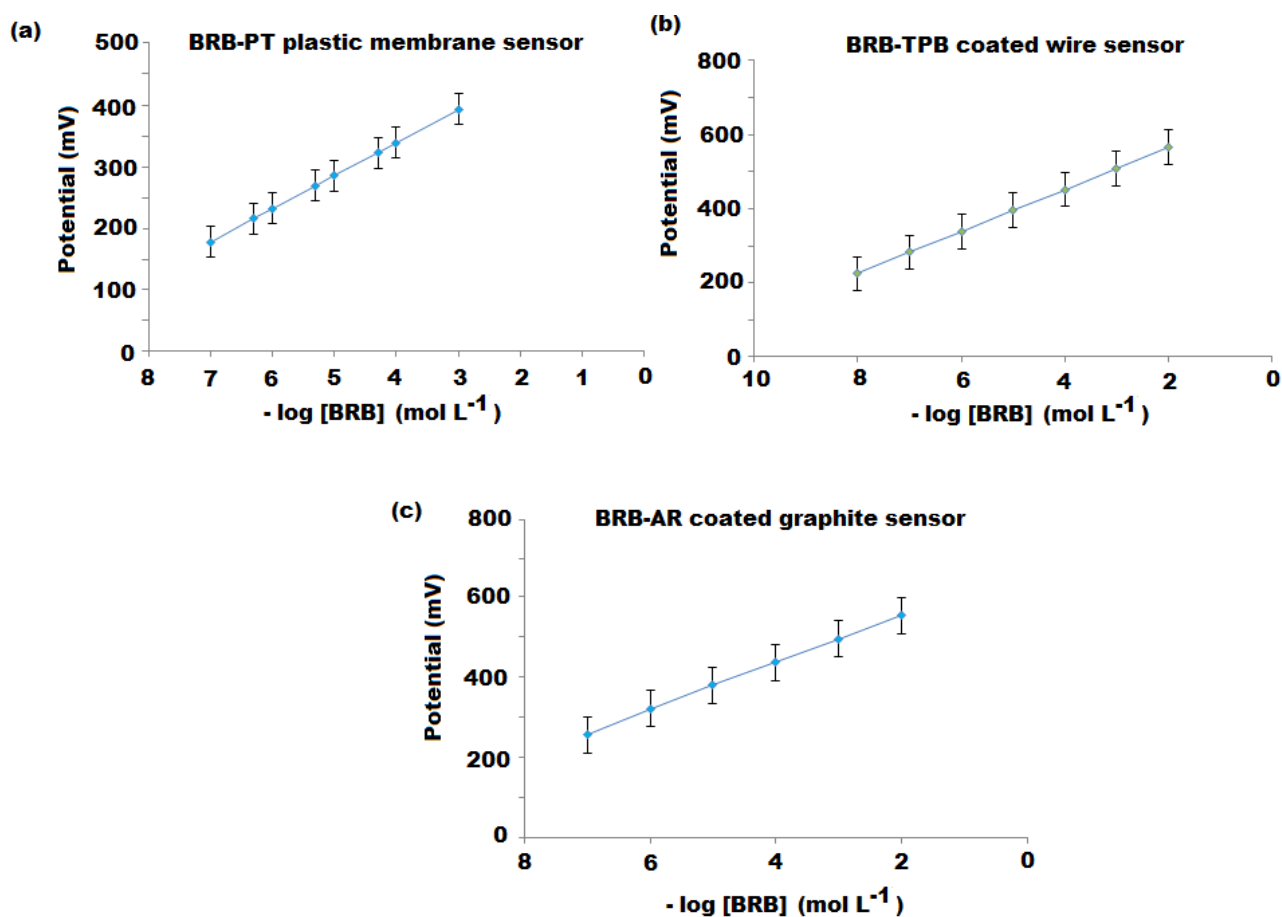 (a)
BRB-PT plastic membrane sensor
Potential (mV)
500
400
300
200
100
0
8 7 6 5 4 3 2 1 0
- log [BRB] (mol L-1)
(b)
BRB-TPB coated wire sensor
Potential (mV)
800
600
400
200
0
10 8 6 4 2 0
- log [BRB] (mol L-1)
(c)
BRB-AR coated graphite sensor
Potential (mV)
800
600
400
200
0
8 6 4 2 0
- log [BRB] (mol L-1)